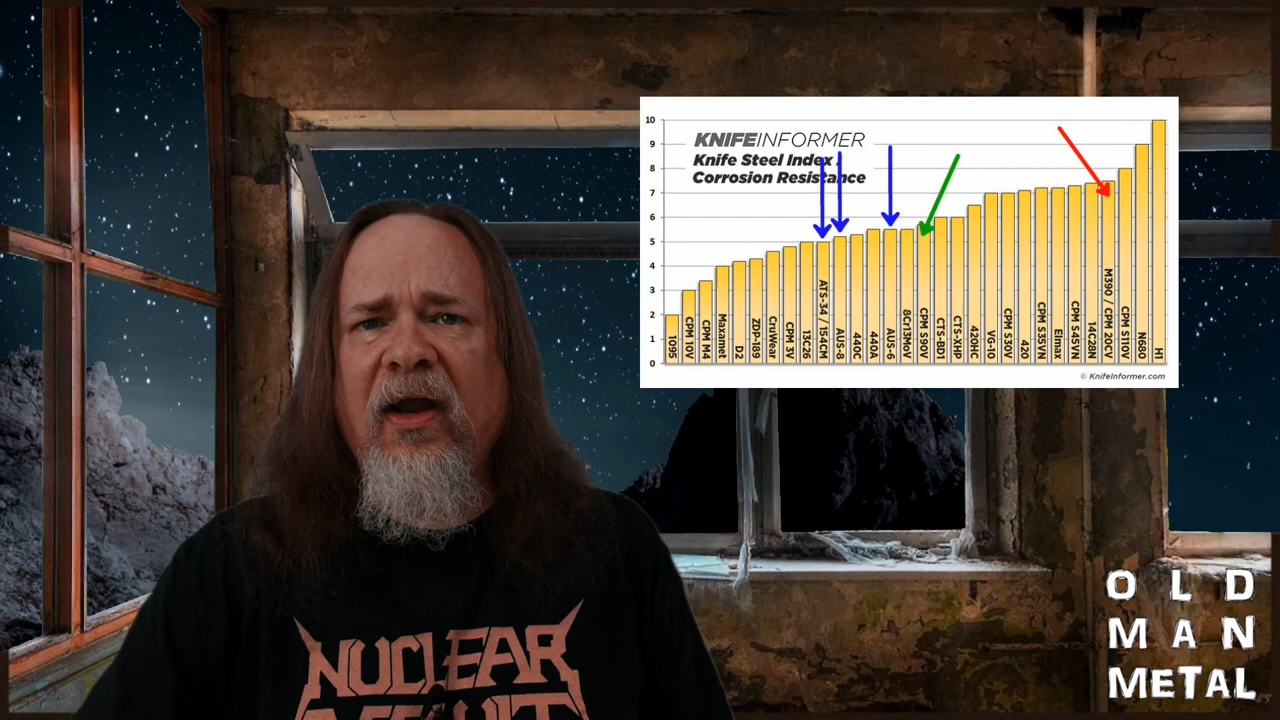 KNIFEINFORMER
Knife Steel Index /
Corrosion Resistance
10
9
8
7
6
5
4
3
2
1
0
1095
CPM 10V
CPM M4
Maxamet
D2
ZDP-189
CruWear
CPM 3V
13C26
ATS-34 / 154CM
AUS-8
440C
440A
AUS-6
8Cr13MoV
CPM S90V
CTS-BD1
CTS-XHP
420HC
VG-10
CPM S30V
420
CPM S35VN
Elmax
CPM S45VN
14C28N
M390 / CPM 20CV
CPM S110V
N680
H1
© KnifeInformer.com
NUCLEAR
ASSAULT
OLD
MAN
METAL